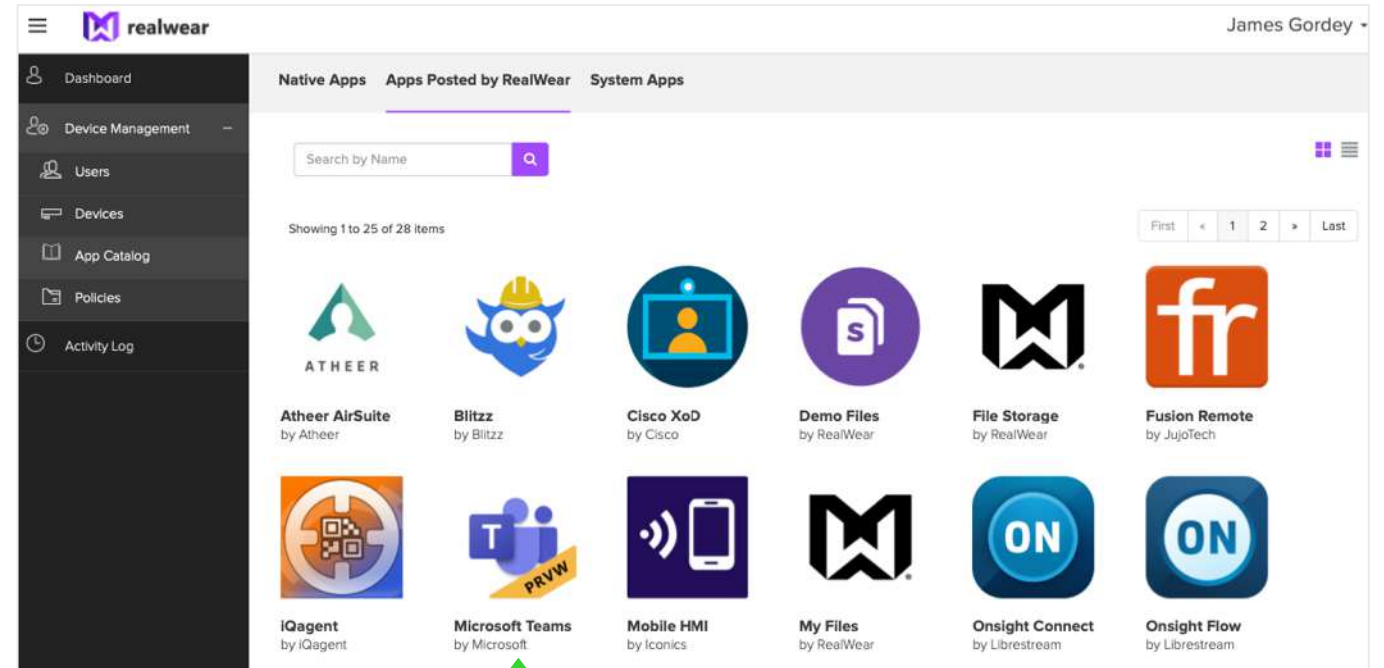 realwear
James Gordey
Dashboard
Device Management
Users
Devices
App Catalog
Policies
Activity Log
Native Apps Apps Posted by RealWear System Apps
Search by Name
Showing 1 to 25 of 28 items
First « 1 2 » Last
ATHEER
S
fr
Atheer AirSuite Blitzz Cisco XoD Demo Files File Storage Fusion Remote
by Atheer by Blitzz by Cisco by RealWear by RealWear by JujoTech
T
PRVW
ON
ON
iQagent Microsoft Teams Mobile HMI My Files Onsight Connect Onsight Flow
by iQagent by Microsoft by Iconics by RealWear by Librestream by Librestream